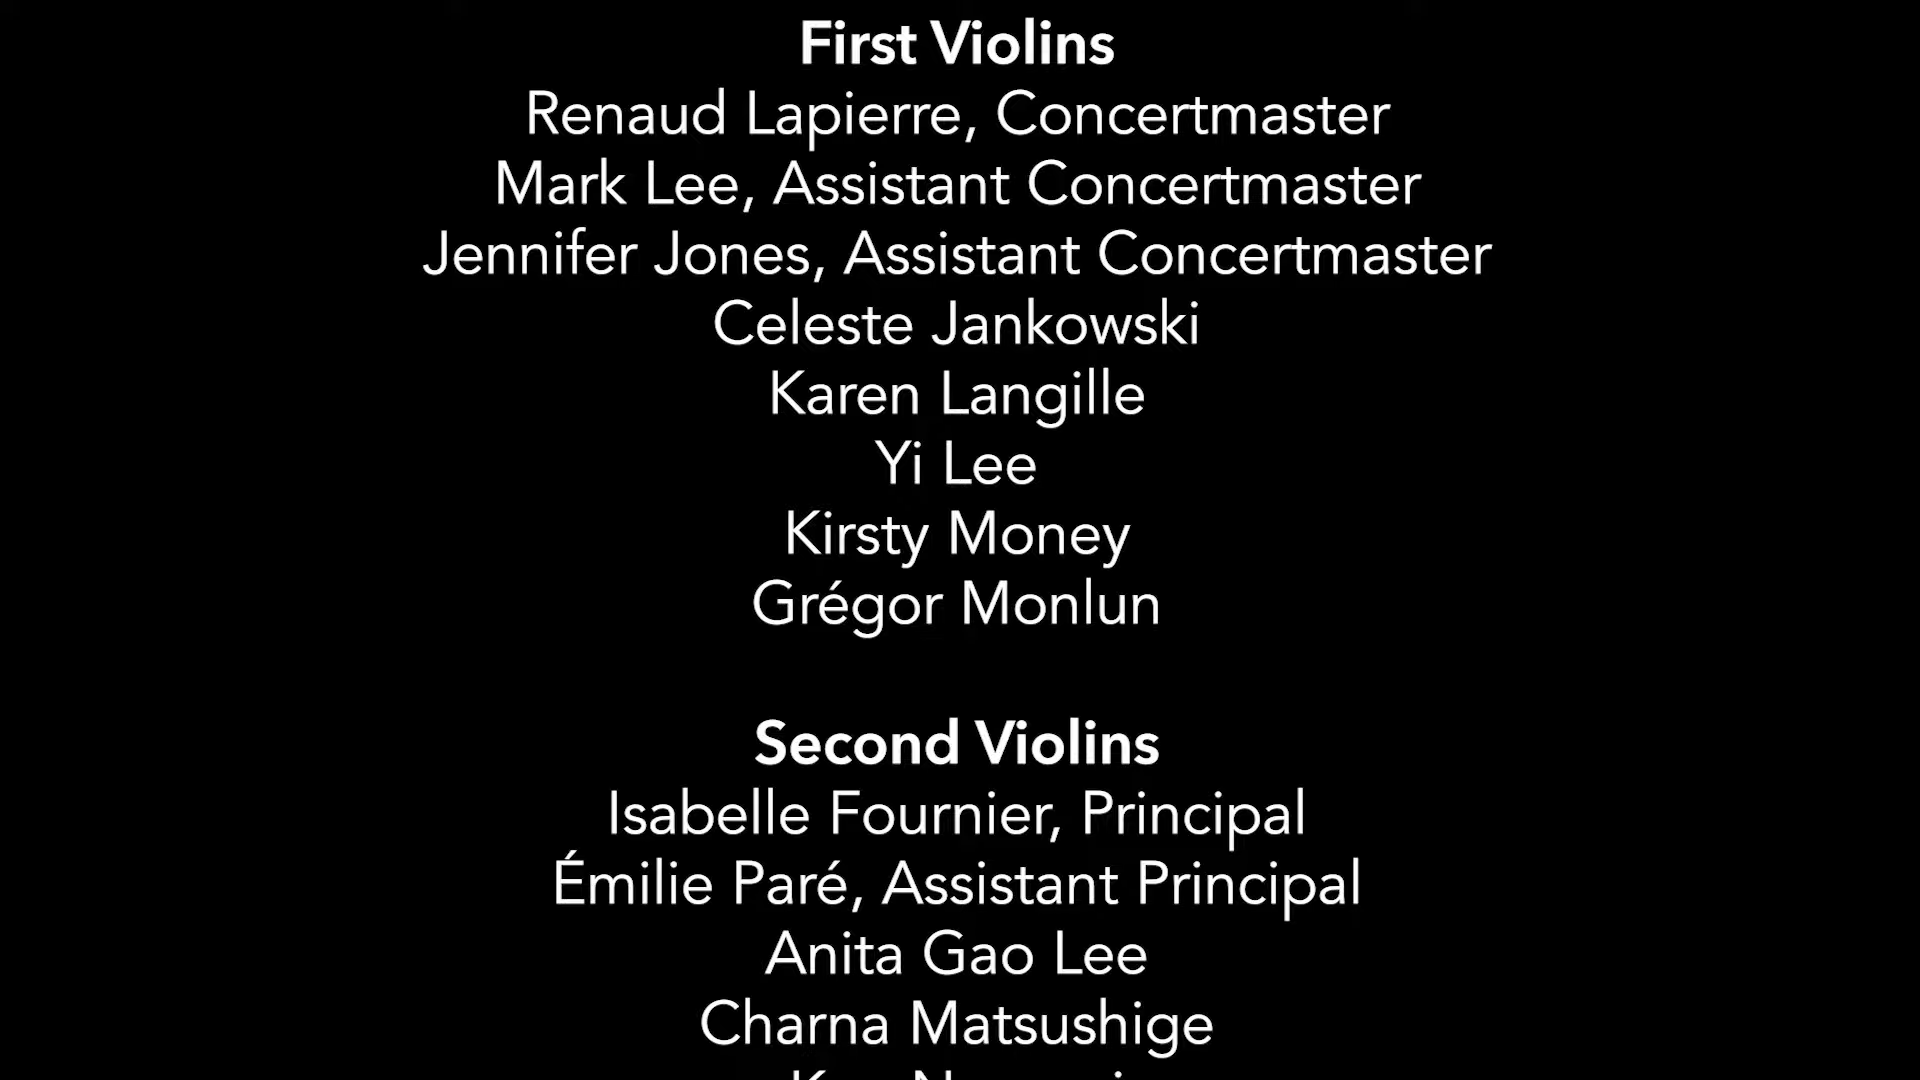 First Violins
Renaud Lapierre, Concertmaster
Mark Lee, Assistant Concertmaster
Jennifer Jones, Assistant Concertmaster
Celeste Jankowski
Karen Langille
Yi Lee
Kirsty Money
Grégor Monlun
Second Violins
Isabelle Fournier, Principal
Émilie Paré, Assistant Principal
Anita Gao Lee
Charna Matsushige